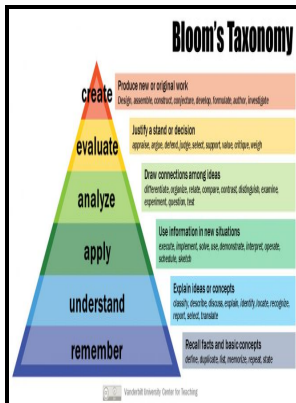 Bloom's Taxonomy
create
Produce new or original work
Design, assemble, construct, conjecture, develop, formulate, author, investigate
evaluate
Justify a stand or decision
appraise, argue, defend, judge, select, support, value, critique, weigh
analyze
Draw connections among ideas
differentiate, organize, relate, compare, contrast, distinguish, examine,
experiment, question, test
apply
Use information in new situations
execute, implement, solve, use, demonstrate, interpret, operate,
schedule, sketch
understand
Explain ideas or concepts
classify, describe, discuss, explain, identify, locate, recognize,
report, select, translate
remember
Recall facts and basic concepts
define, duplicate, list, memorize, repeat, state
Vanderbilt University Center for Teaching